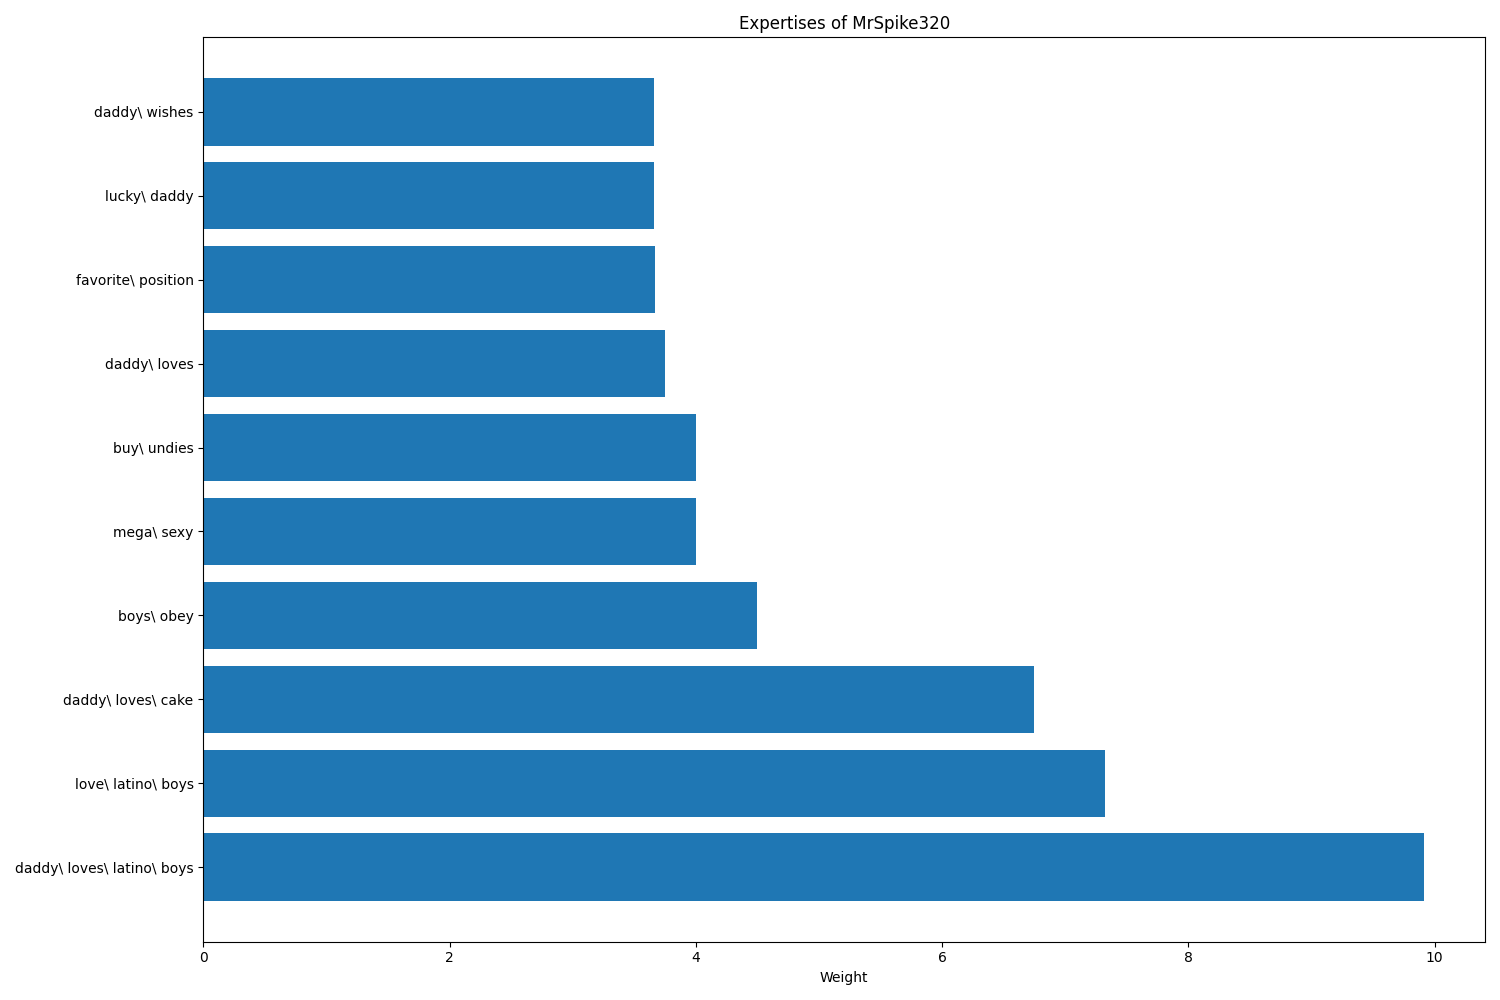 Expertises of MrSpike320
daddy\ wishes
lucky\ daddy
favorite\ position
daddy\ loves
buy\ undies
mega\ sexy
boys\ obey
daddy\ loves\ cake
love\ latino\ boys
daddy\ loves\ latino\ boys
0 2 4 6 8 10
Weight